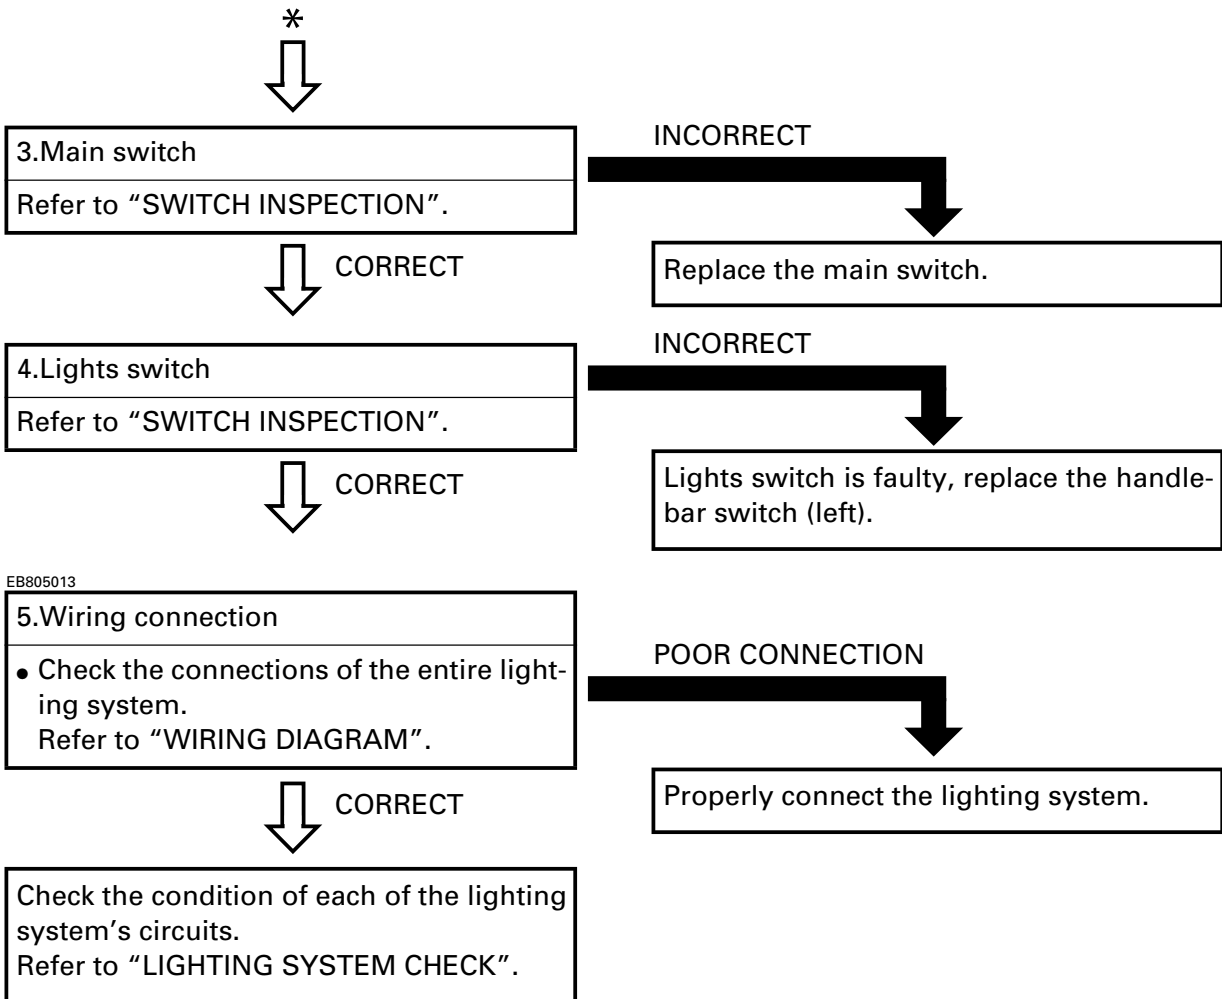 *
3.Main switch
Refer to “SWITCH INSPECTION”.
INCORRECT
Replace the main switch.
CORRECT
4.Lights switch
Refer to “SWITCH INSPECTION”.
INCORRECT
Lights switch is faulty, replace the handle-
bar switch (left).
CORRECT
EB805013
5.Wiring connection
● Check the connections of the entire light-
ing system.
Refer to “WIRING DIAGRAM”.
POOR CONNECTION
Properly connect the lighting system.
CORRECT
Check the condition of each of the lighting
system’s circuits.
Refer to “LIGHTING SYSTEM CHECK”.